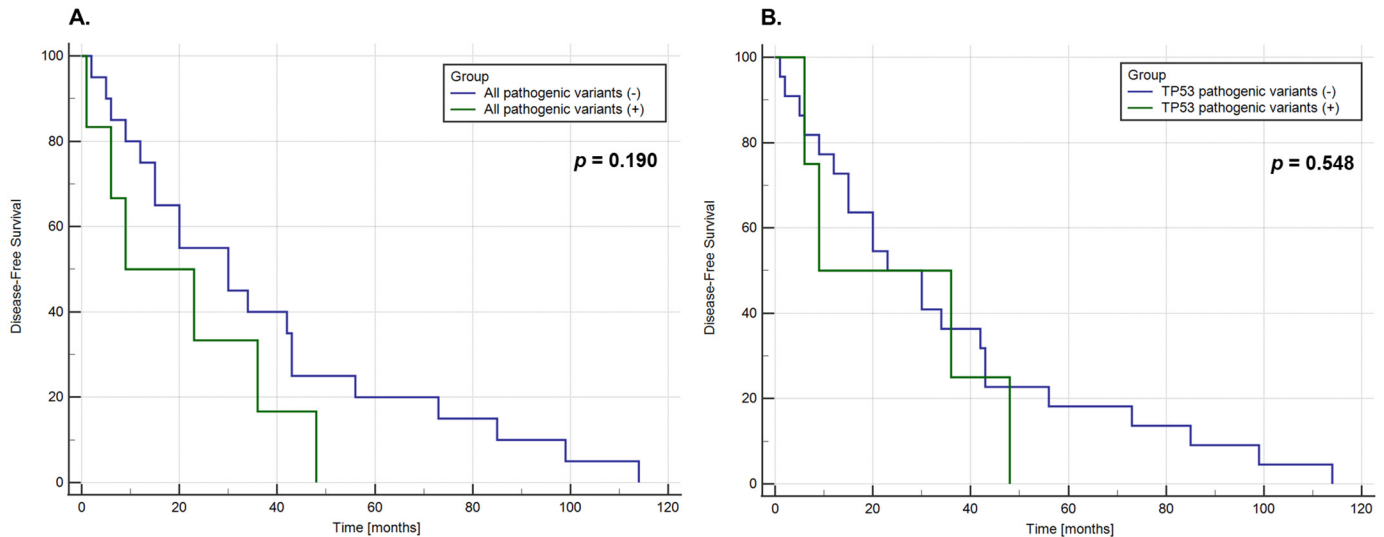 A.
Group
All pathogenic variants (-)
All pathogenic variants (+)
p = 0.190
Disease-Free Survival
100
80
60
40
20
0
0 20 40 60 80 100 120
Time [months]
B.
Group
TP53 pathogenic variants (-)
TP53 pathogenic variants (+)
p = 0.548
Disease-Free Survival
100
80
60
40
20
0
0 20 40 60 80 100 120
Time [months]